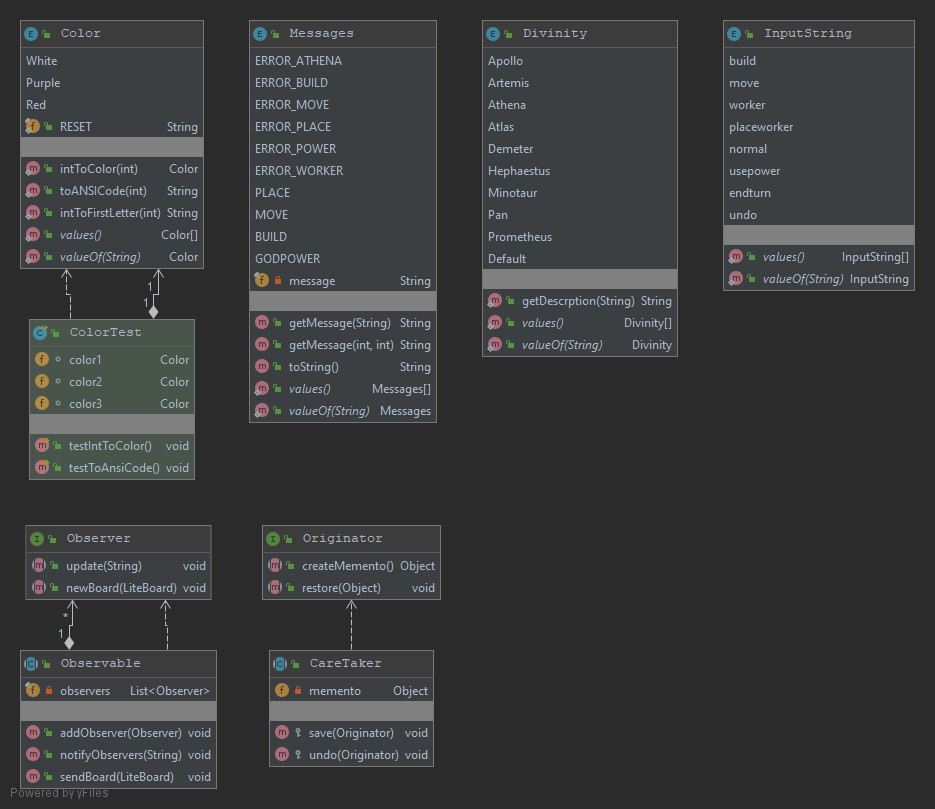 Color
White
Purple
Red
RESET String
intToColor(int) Color
toANSICode(int) String
intToFirstLetter(int) String
values() Color[]
valueOf(String) Color
Messages
ERROR_ATHENA
ERROR_BUILD
ERROR_MOVE
ERROR_PLACE
ERROR_POWER
ERROR_WORKER
PLACE
MOVE
BUILD
GODPOWER
message String
getMessage(String) String
getMessage(int, int) String
toString() String
values() Messages[]
valueOf(String) Messages
Divinity
Apollo
Artemis
Athena
Atlas
Demeter
Hephaestus
Minotaur
Pan
Prometheus
Default
getDescrption(String) String
values() Divinity[]
valueOf(String) Divinity
InputString
build
move
worker
placeworker
normal
usepower
endturn
undo
values() InputString[]
valueOf(String) InputString
1
1
ColorTest
color1 Color
color2 Color
color3 Color
testIntToColor() void
testToAnsiCode() void
Observer
update(String) void
newBoard(LiteBoard) void
Originator
createMemento() Object
restore(Object) void
*
1
Observable
observers List<Observer>
addObserver(Observer) void
notifyObservers(String) void
sendBoard(LiteBoard) void
CareTaker
memento Object
save(Originator) void
undo(Originator) void
Powered by yFiles